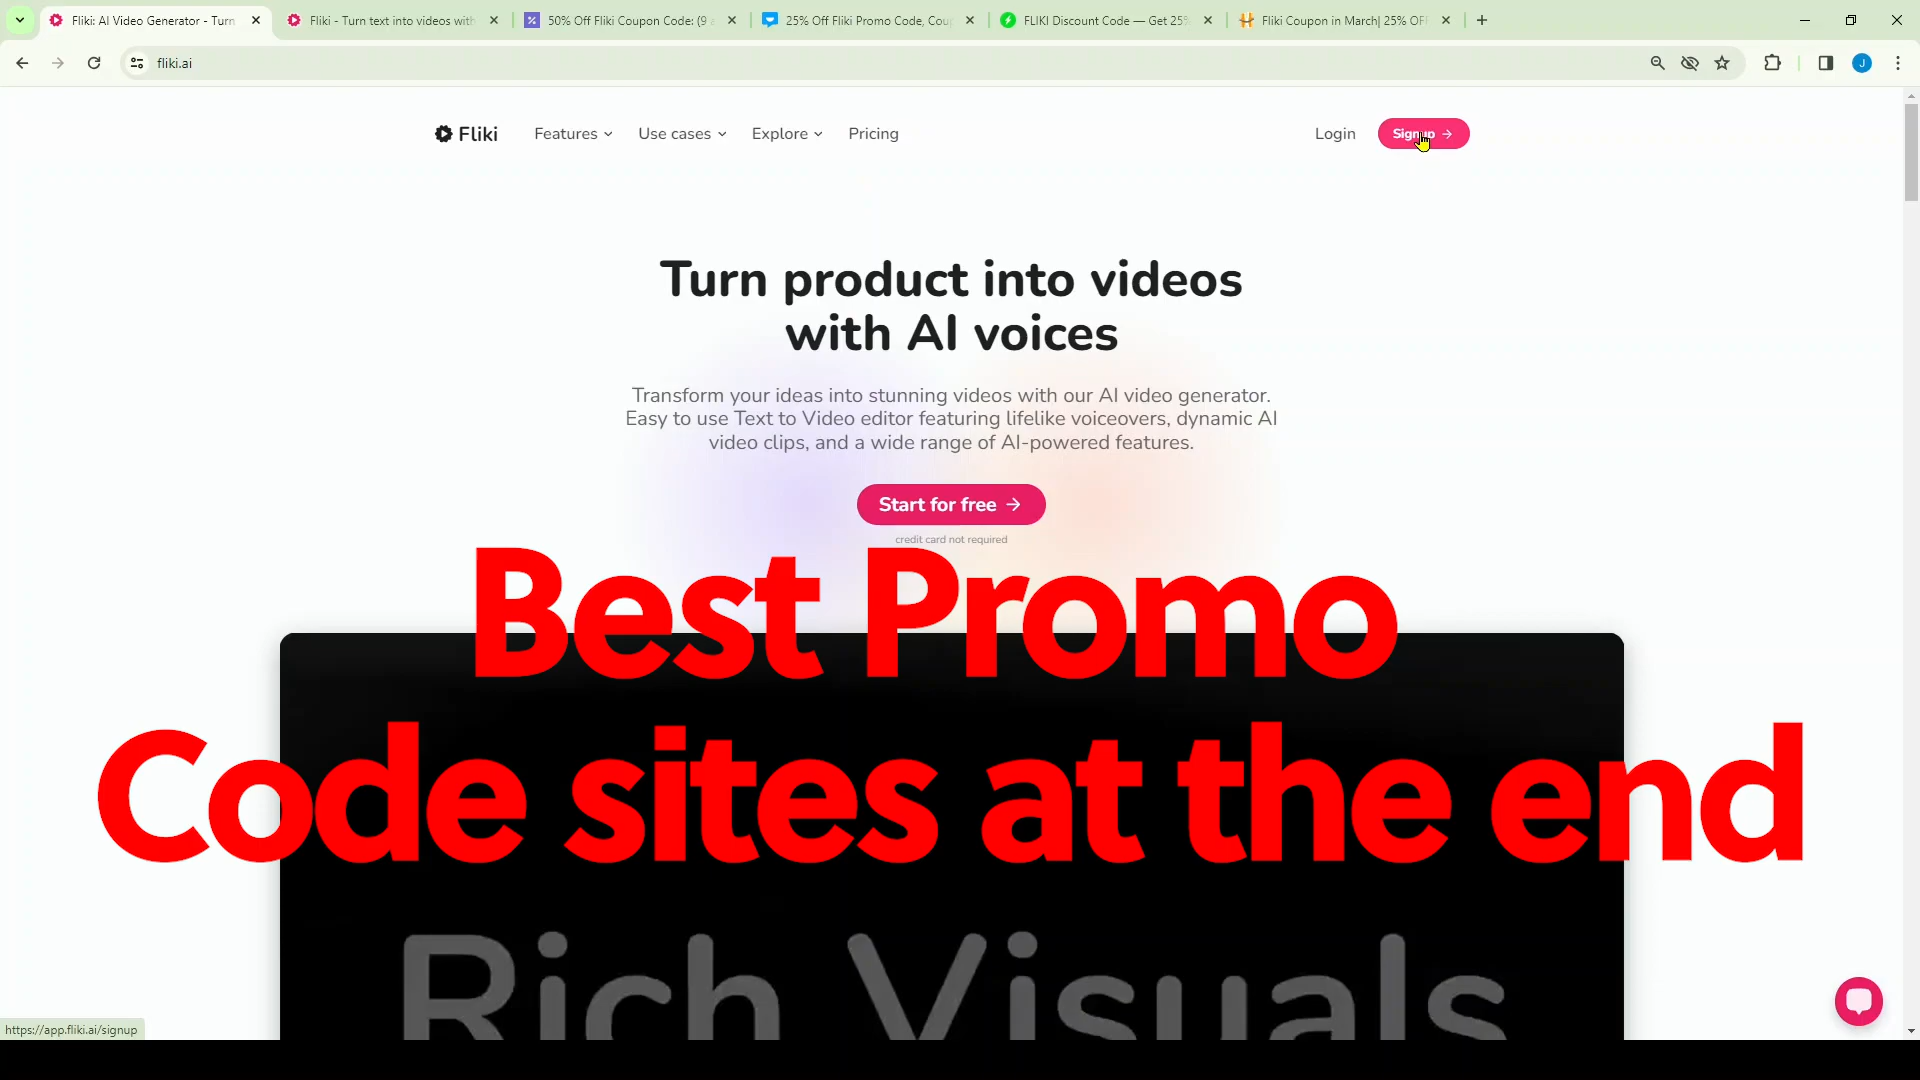 Fliki: AI Video Generator - Turn
Fliki - Turn text into videos with
50% Off Fliki Coupon Code: (9
25% Off Fliki Promo Code, Coup
FLIKI Discount Code — Get 25%
Fliki Coupon in March| 25% OF
fliki.ai
J
Fliki
Features
Use cases
Explore
Pricing
Login
Signup
Turn product into videos
with AI voices
Transform your ideas into stunning videos with our AI video generator.
Easy to use Text to Video editor featuring lifelike voiceovers, dynamic AI
video clips, and a wide range of AI-powered features.
Start for free
credit card not required
Best Promo
Code sites at the end
Rich Visuals
https://app.fliki.ai/signup